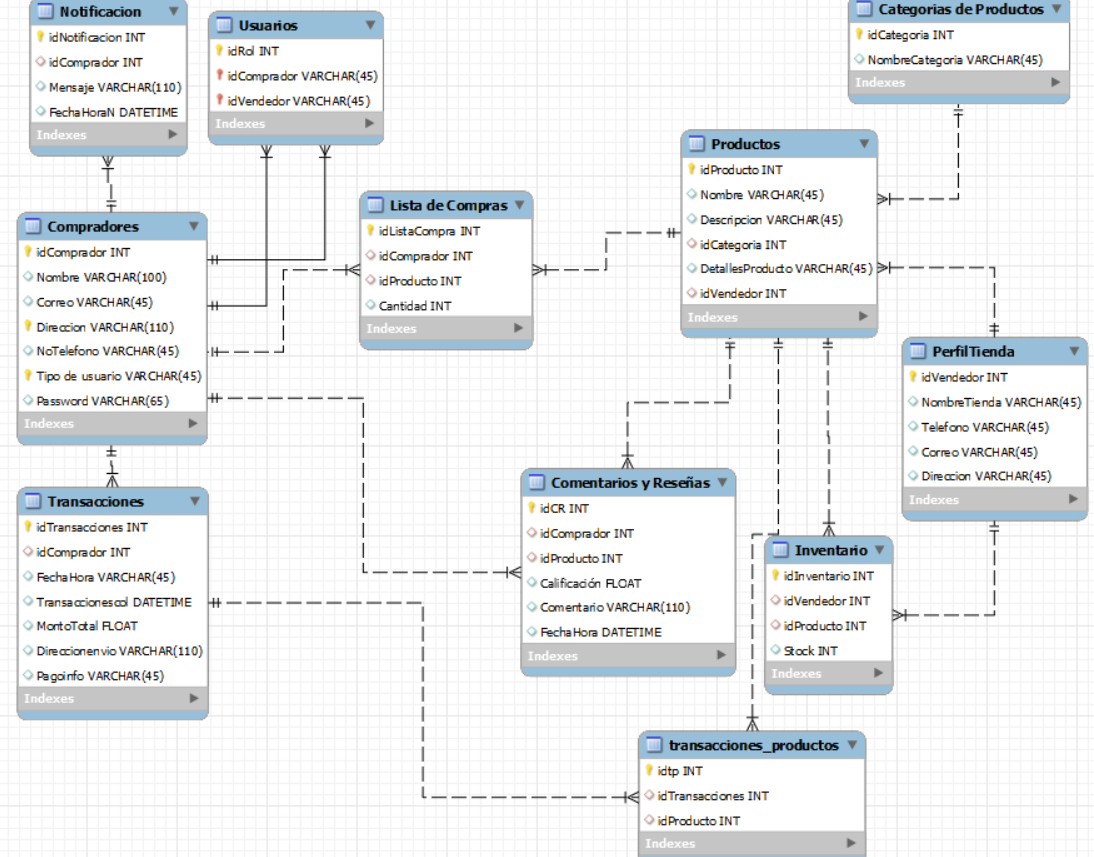 Notificacion
idNotificacion INT
idComprador INT
Mensaje VARCHAR(110)
FechaHoraN DATETIME
Indexes
Usuarios
idRol INT
idComprador VARCHAR(45)
idVendedor VARCHAR(45)
Indexes
Categorias de Productos
idCategoria INT
NombreCategoria VARCHAR(45)
Indexes
Productos
idProducto INT
Nombre VARCHAR(45)
Descripcion VARCHAR(45)
idCategoria INT
DetallesProducto VARCHAR(45)
idVendedor INT
Indexes
Lista de Compras
idListaCompra INT
idComprador INT
idProducto INT
Cantidad INT
Indexes
Compradores
idComprador INT
Nombre VARCHAR(100)
Correo VARCHAR(45)
Direccion VARCHAR(110)
NoTelefono VARCHAR(45)
Tipo de usuario VARCHAR(45)
Password VARCHAR(65)
Indexes
PerfilTienda
idVendedor INT
NombreTienda VARCHAR(45)
Telefono VARCHAR(45)
Correo VARCHAR(45)
Direccion VARCHAR(45)
Indexes
Transacciones
idTransacciones INT
idComprador INT
FechaHora VARCHAR(45)
Transaccionescol DATETIME
MontoTotal FLOAT
Direccionenvio VARCHAR(110)
Pagoinfo VARCHAR(45)
Indexes
Comentarios y Reseñas
idCR INT
idComprador INT
idProducto INT
Calificación FLOAT
Comentario VARCHAR(110)
FechaHora DATETIME
Indexes
Inventario
idInventario INT
idVendedor INT
idProducto INT
Stock INT
Indexes
transacciones_productos
idtp INT
idTransacciones INT
idProducto INT
Indexes